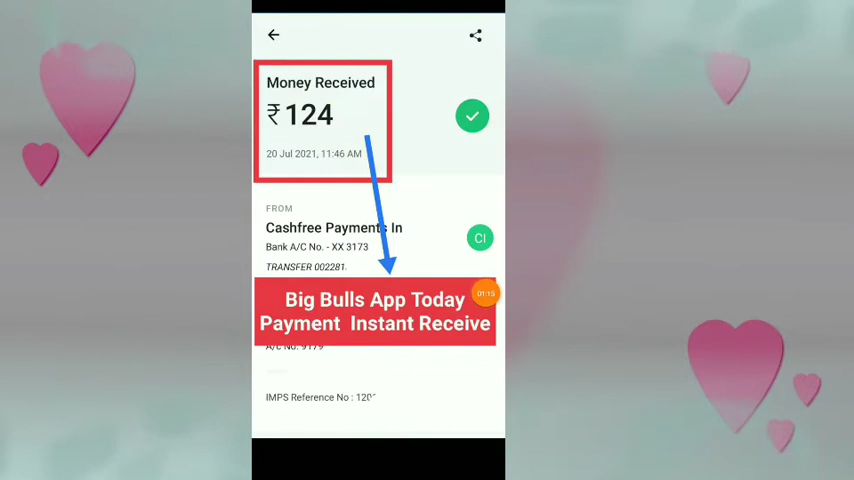 Money Received
₹124
20 Jul 2021, 11:46 AM
FROM
Cashfree Payments In
CI
Bank A/C No. - XX 3173
TRANSFER 002281
01:15
Big Bulls App Today
Payment Instant Receive
A/c No. 9179
IMPS Reference No :